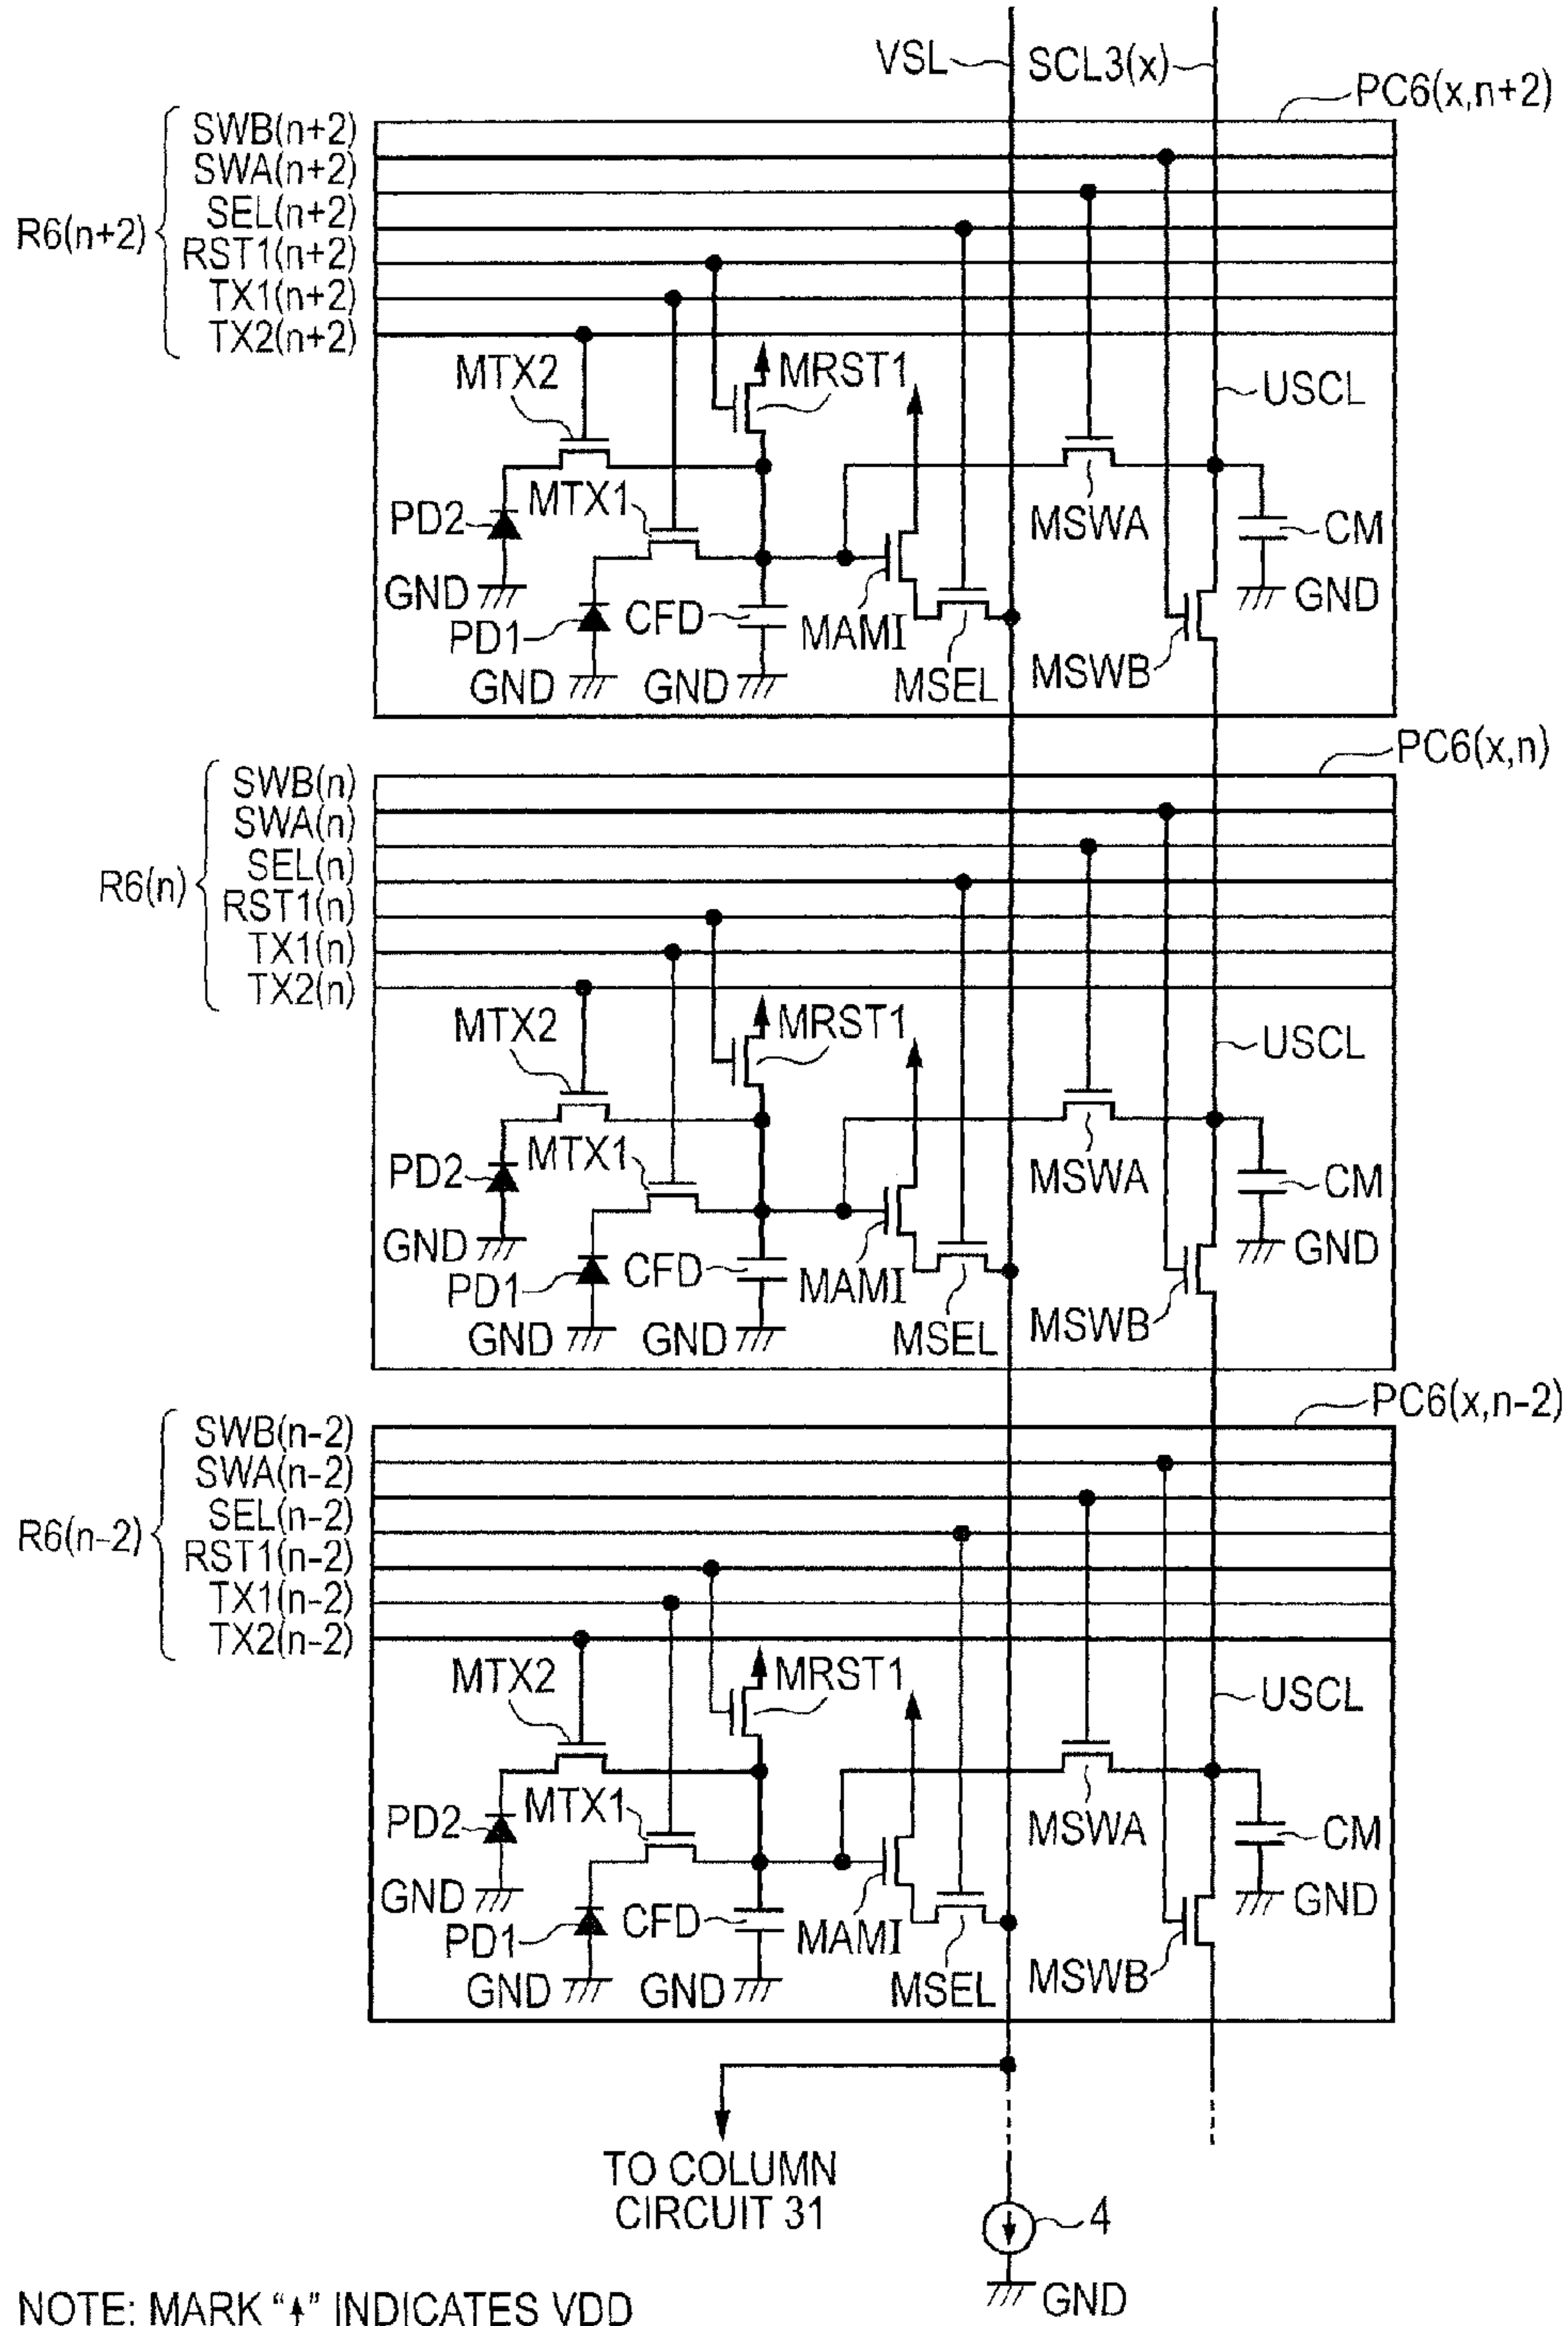 VSL SCL3(x)
PC6(x,n+2)
SWB(n+2)
SWA(n+2)
SEL(n+2)
R6(n+2)
RST1(n+2)
TX1(n+2)
TX2(n+2)
MTX2 MRST1 USCL
PD2 MTX1 MSWA CM
GND PD1 CFD MAMI GND
GND GND MSEL MSWB
PC6(x,n)
SWB(n)
SWA(n)
SEL(n)
R6(n)
RST1(n)
TX1(n)
TX2(n)
MTX2 MRST1 USCL
PD2 MTX1 MSWA CM
GND PD1 CFD MAMI GND
GND GND MSEL MSWB
PC6(x,n-2)
SWB(n-2)
SWA(n-2)
SEL(n-2)
R6(n-2)
RST1(n-2)
TX1(n-2)
TX2(n-2)
MTX2 MRST1 USCL
PD2 MTX1 MSWA CM
GND PD1 CFD MAMI GND
GND GND MSEL MSWB
TO COLUMN
CIRCUIT 31
4
GND
NOTE: MARK “↑” INDICATES VDD